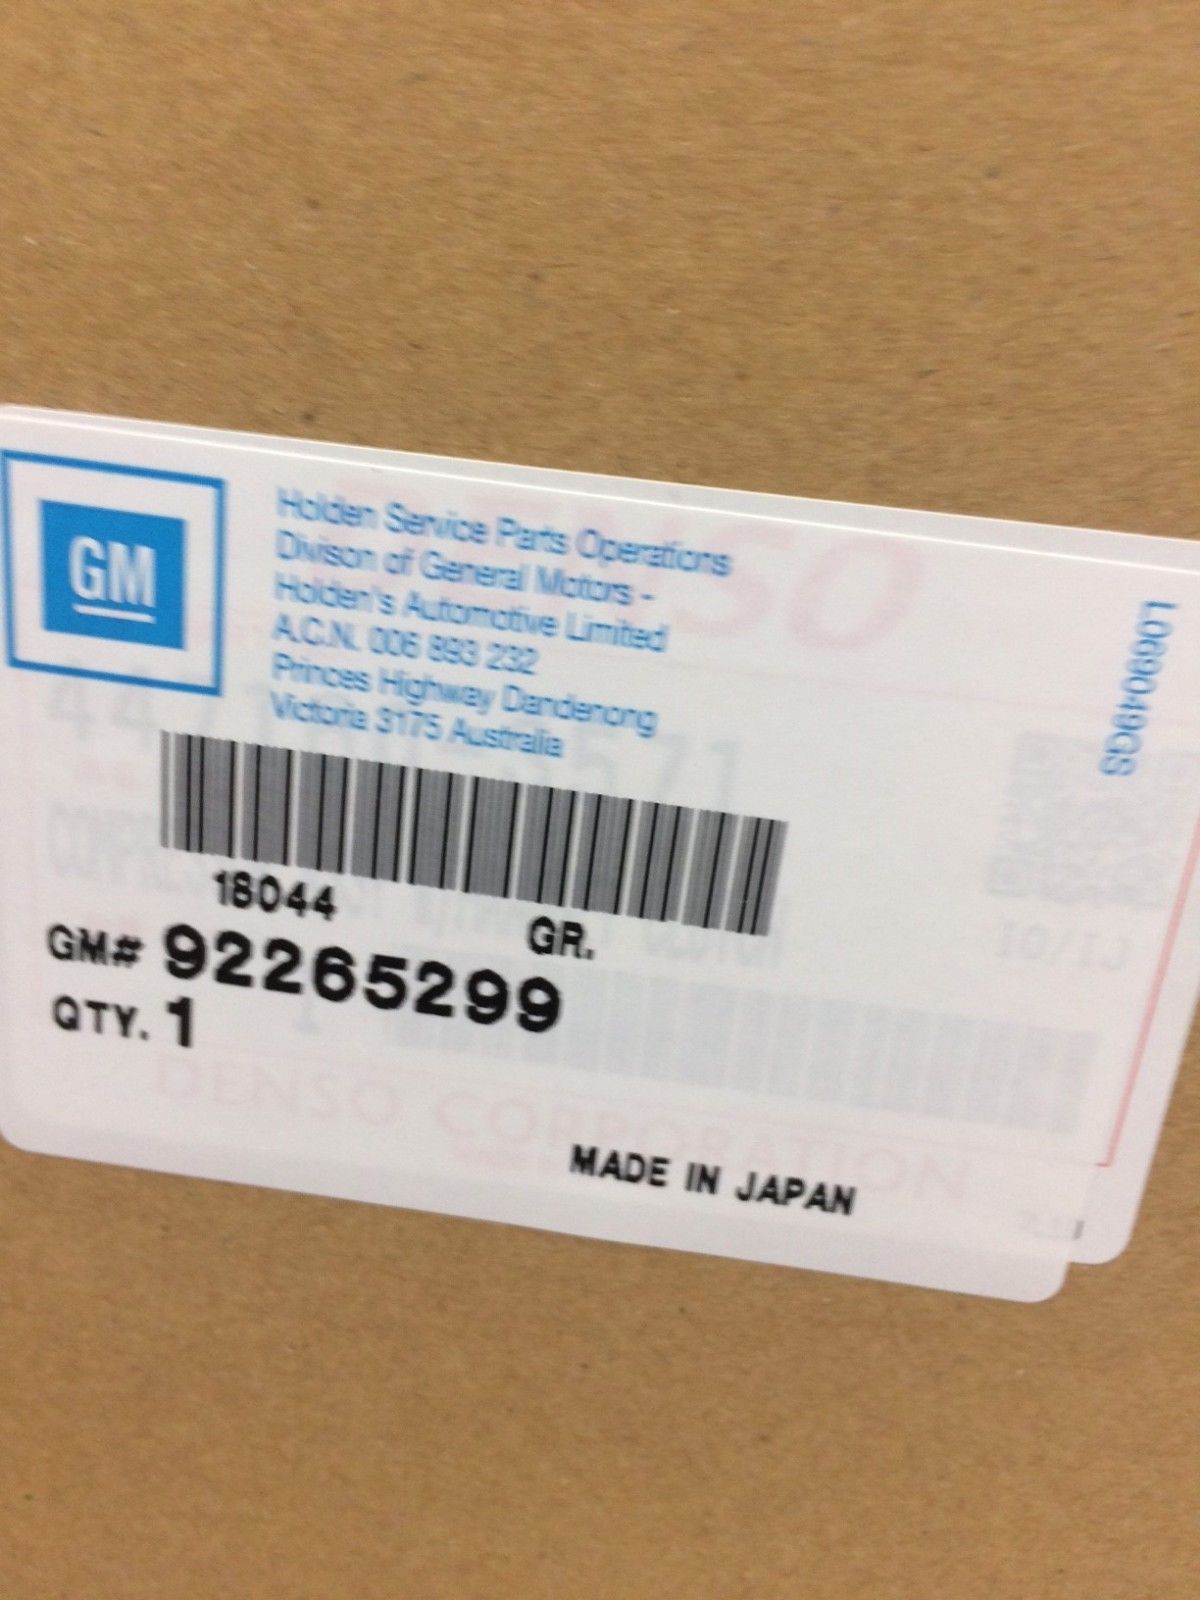 GM
Holden Service Parts Operations
Divison of General Motors -
Holden's Automotive Limited
A.C.N. 006 893 232
Princes Highway Dandenong
Victoria 3175 Australia
L069049GS
18044
GR.
GM# 92265299
QTY. 1
DENSO CORPORATION
MADE IN JAPAN